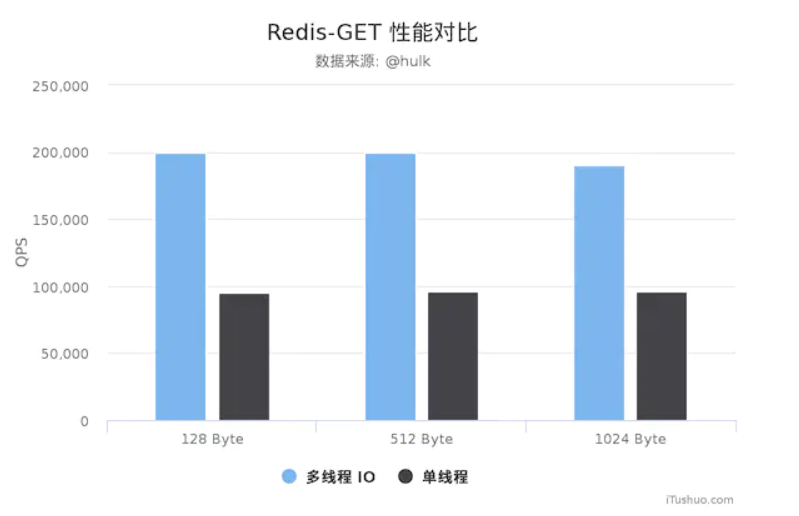 Redis-GET 性能对比
数据来源: @hulk
250,000
200,000
150,000
100,000
50,000
0
QPS
128 Byte
512 Byte
1024 Byte
多线程 IO
单线程
iTushuo.com